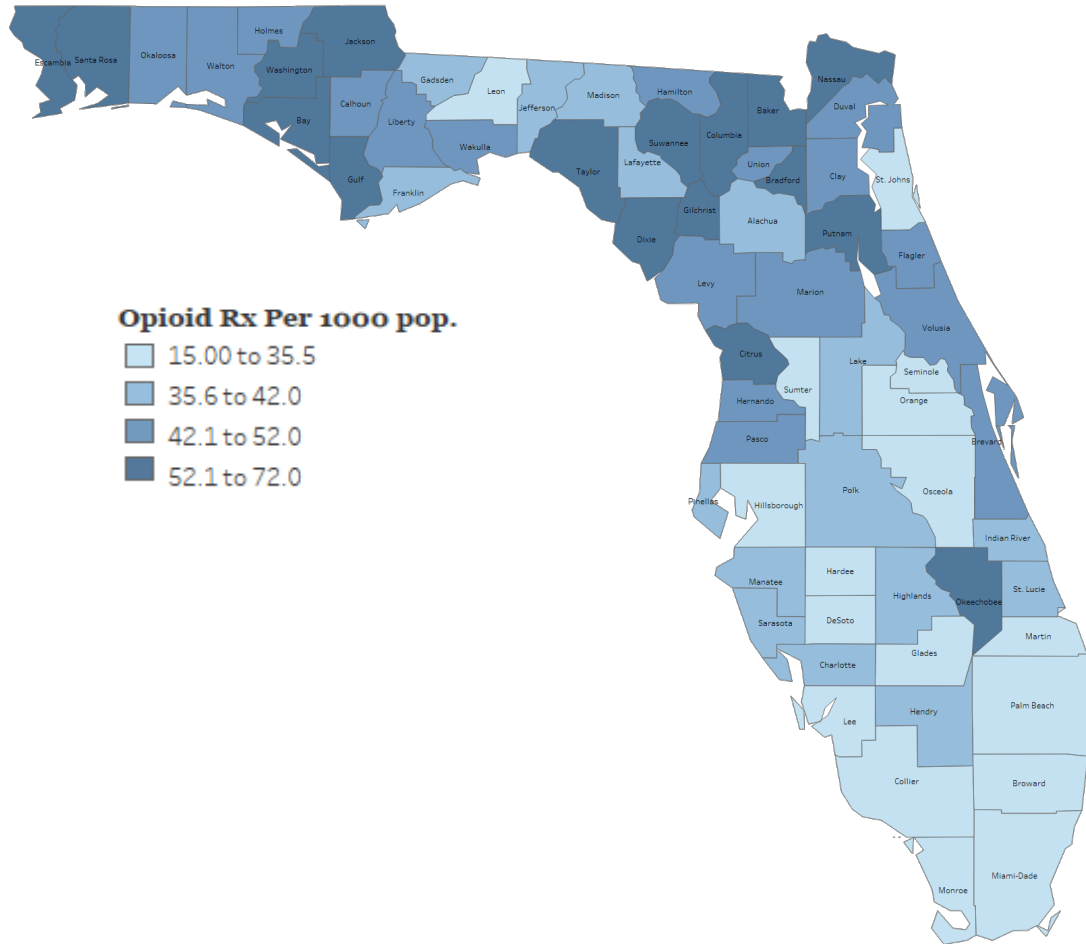 Holmes
Jackson
Escambia
Santa Rosa
Okaloosa
Walton
Washington
Gadsden
Leon
Madison
Hamilton
Nassau
Calhoun
Jefferson
Duval
Bay
Liberty
Columbia
Baker
Wakulla
Suwannee
Lafayette
Union
Taylor
Bradford
Clay
St. Johns
Gulf
Franklin
Gilchrist
Alachua
Putnam
Dixie
Flagler
Levy
Marion
Opioid Rx Per 1000 pop.
15.00 to 35.5
35.6 to 42.0
42.1 to 52.0
52.1 to 72.0
Volusia
Citrus
Lake
Seminole
Sumter
Hernando
Orange
Pasco
Brevard
Polk
Osceola
Pinellas
Hillsborough
Indian River
Hardee
Manatee
Highlands
St. Lucie
Okeechobee
DeSoto
Sarasota
Martin
Glades
Charlotte
Palm Beach
Hendry
Lee
Collier
Broward
Miami-Dade
Monroe